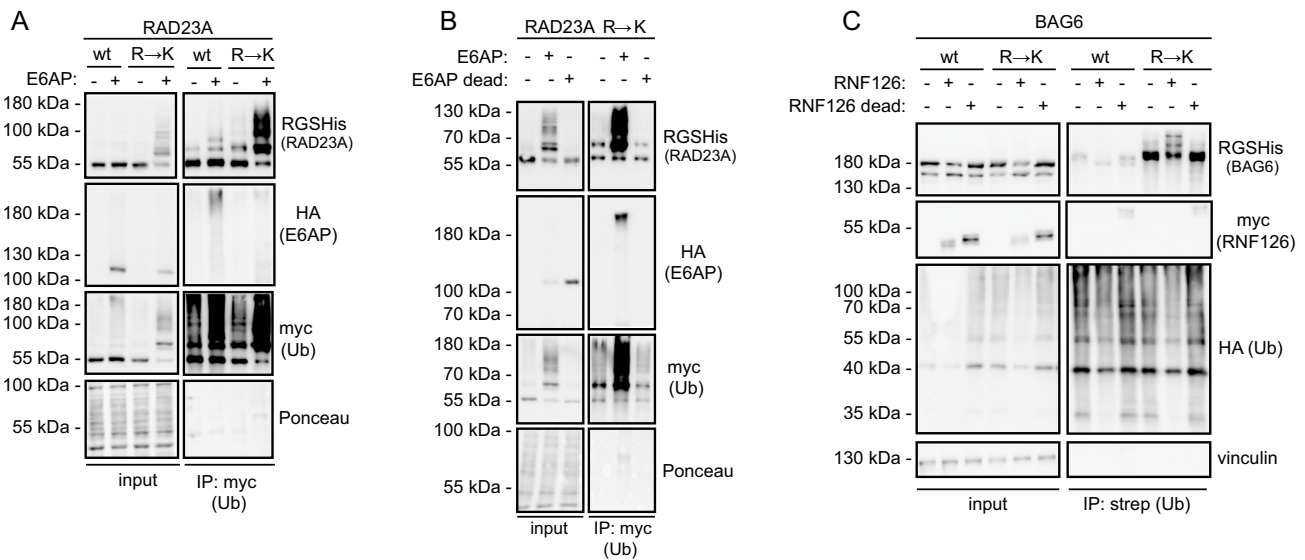 A
RAD23A
wt R→K wt R→K
E6AP: - + - + - + - +
180 kDa -
100 kDa -
55 kDa -
RGSHis
(RAD23A)
180 kDa -
130 kDa -
100 kDa -
HA
(E6AP)
180 kDa -
100 kDa -
55 kDa -
myc
(Ub)
100 kDa -
55 kDa -
Ponceau
input
IP: myc
(Ub)
B
RAD23A R→K
E6AP: - + - - + -
E6AP dead: - - + - - +
130 kDa -
70 kDa -
55 kDa -
RGSHis
(RAD23A)
180 kDa -
100 kDa -
70 kDa -
HA
(E6AP)
180 kDa -
70 kDa -
55 kDa -
myc
(Ub)
100 kDa -
55 kDa -
Ponceau
input
IP: myc
(Ub)
C
BAG6
wt R→K wt R→K
RNF126: - + - - + - - + - - + -
RNF126 dead: - - + - - + - - + - - +
180 kDa -
130 kDa -
RGSHis
(BAG6)
55 kDa -
myc
(RNF126)
100 kDa -
70 kDa -
55 kDa -
40 kDa -
35 kDa -
HA (Ub)
130 kDa -
vinculin
input
IP: strep (Ub)